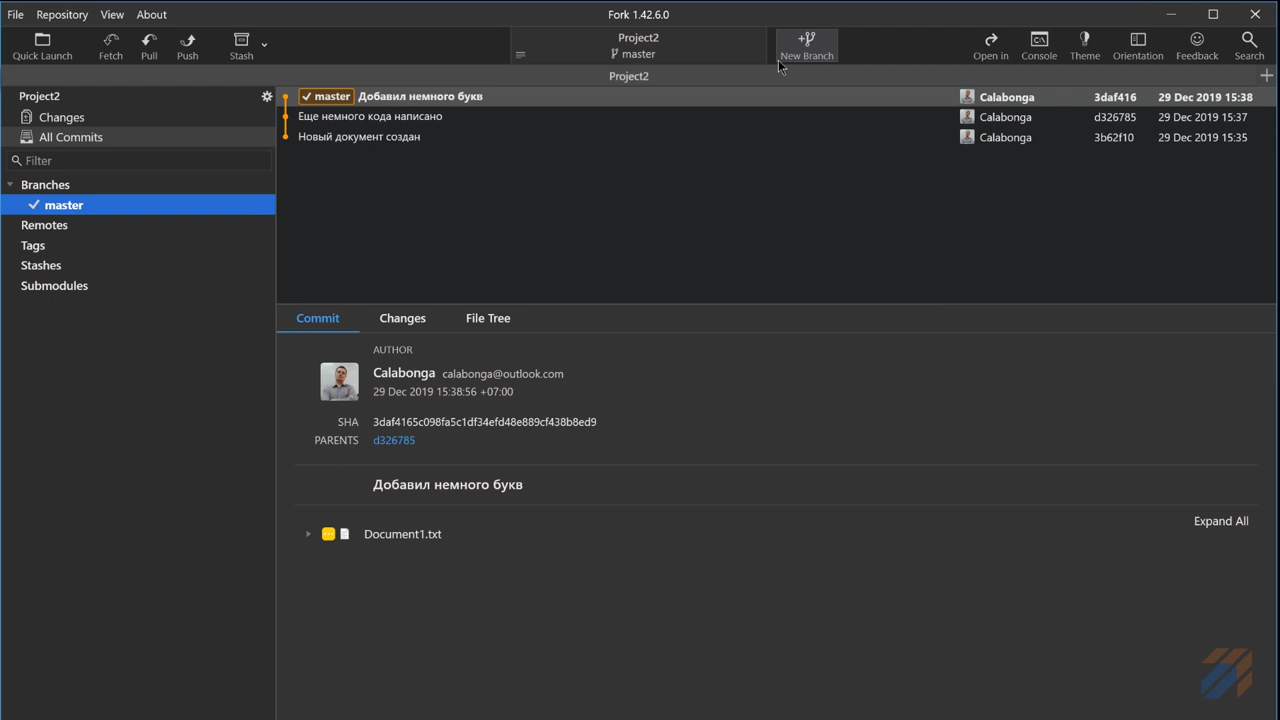 File Repository View About Fork 1.42.6.0
Quick Launch Fetch Pull Push Stash Project2 New Branch Open in Console Theme Orientation Feedback Search
master
Project2
Project2
Changes
All Commits
Filter
Branches
master
Remotes
Tags
Stashes
Submodules
master Добавил немного букв Calabonga 3daf416 29 Dec 2019 15:38
Еще немного кода написано Calabonga d326785 29 Dec 2019 15:37
Новый документ создан Calabonga 3b62f10 29 Dec 2019 15:35
Commit Changes File Tree
AUTHOR
Calabonga calabonga@outlook.com
29 Dec 2019 15:38:56 +07:00
SHA 3daf4165c098fa5c1df34efd48e889cf438b8ed9
PARENTS d326785
Добавил немного букв
Expand All
Document1.txt